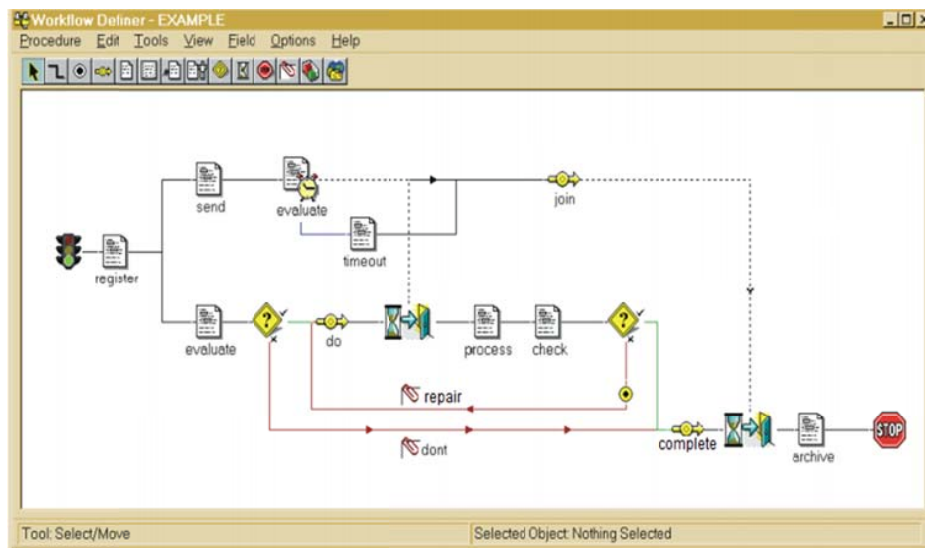 Workflow Definer - EXAMPLE
Procedure Edit Tools View Field Options Help
send
evaluate
join
timeout
register
evaluate
?
do
process
check
?
repair
dont
complete
archive
STOP
Tool: Select/Move
Selected Object: Nothing Selected